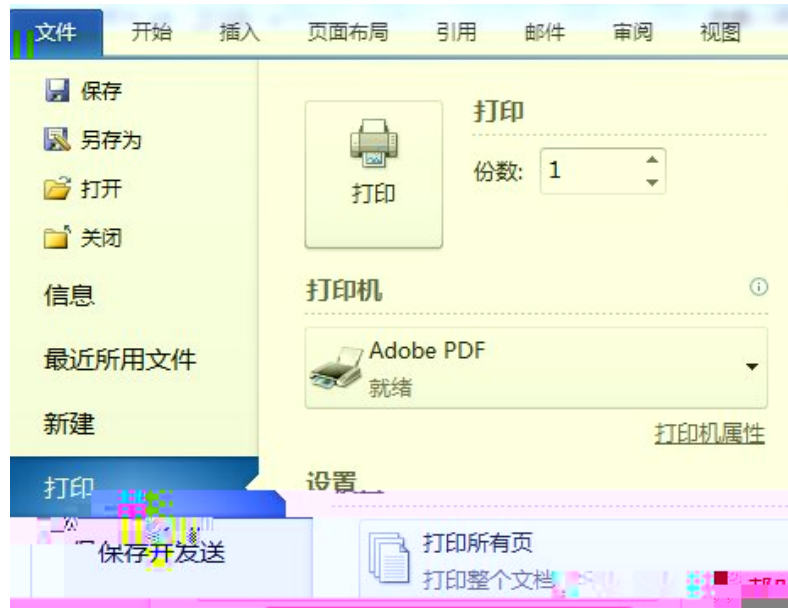 文件 开始 插入 页面布局 引用 邮件 审阅 视图
保存
另存为
打开
关闭
信息
最近所用文件
新建
打印
保存开发送
打印
打印
份数: 1
打印机
Adobe PDF
就绪
打印机属性
设置
打印所有页
打印整个文档